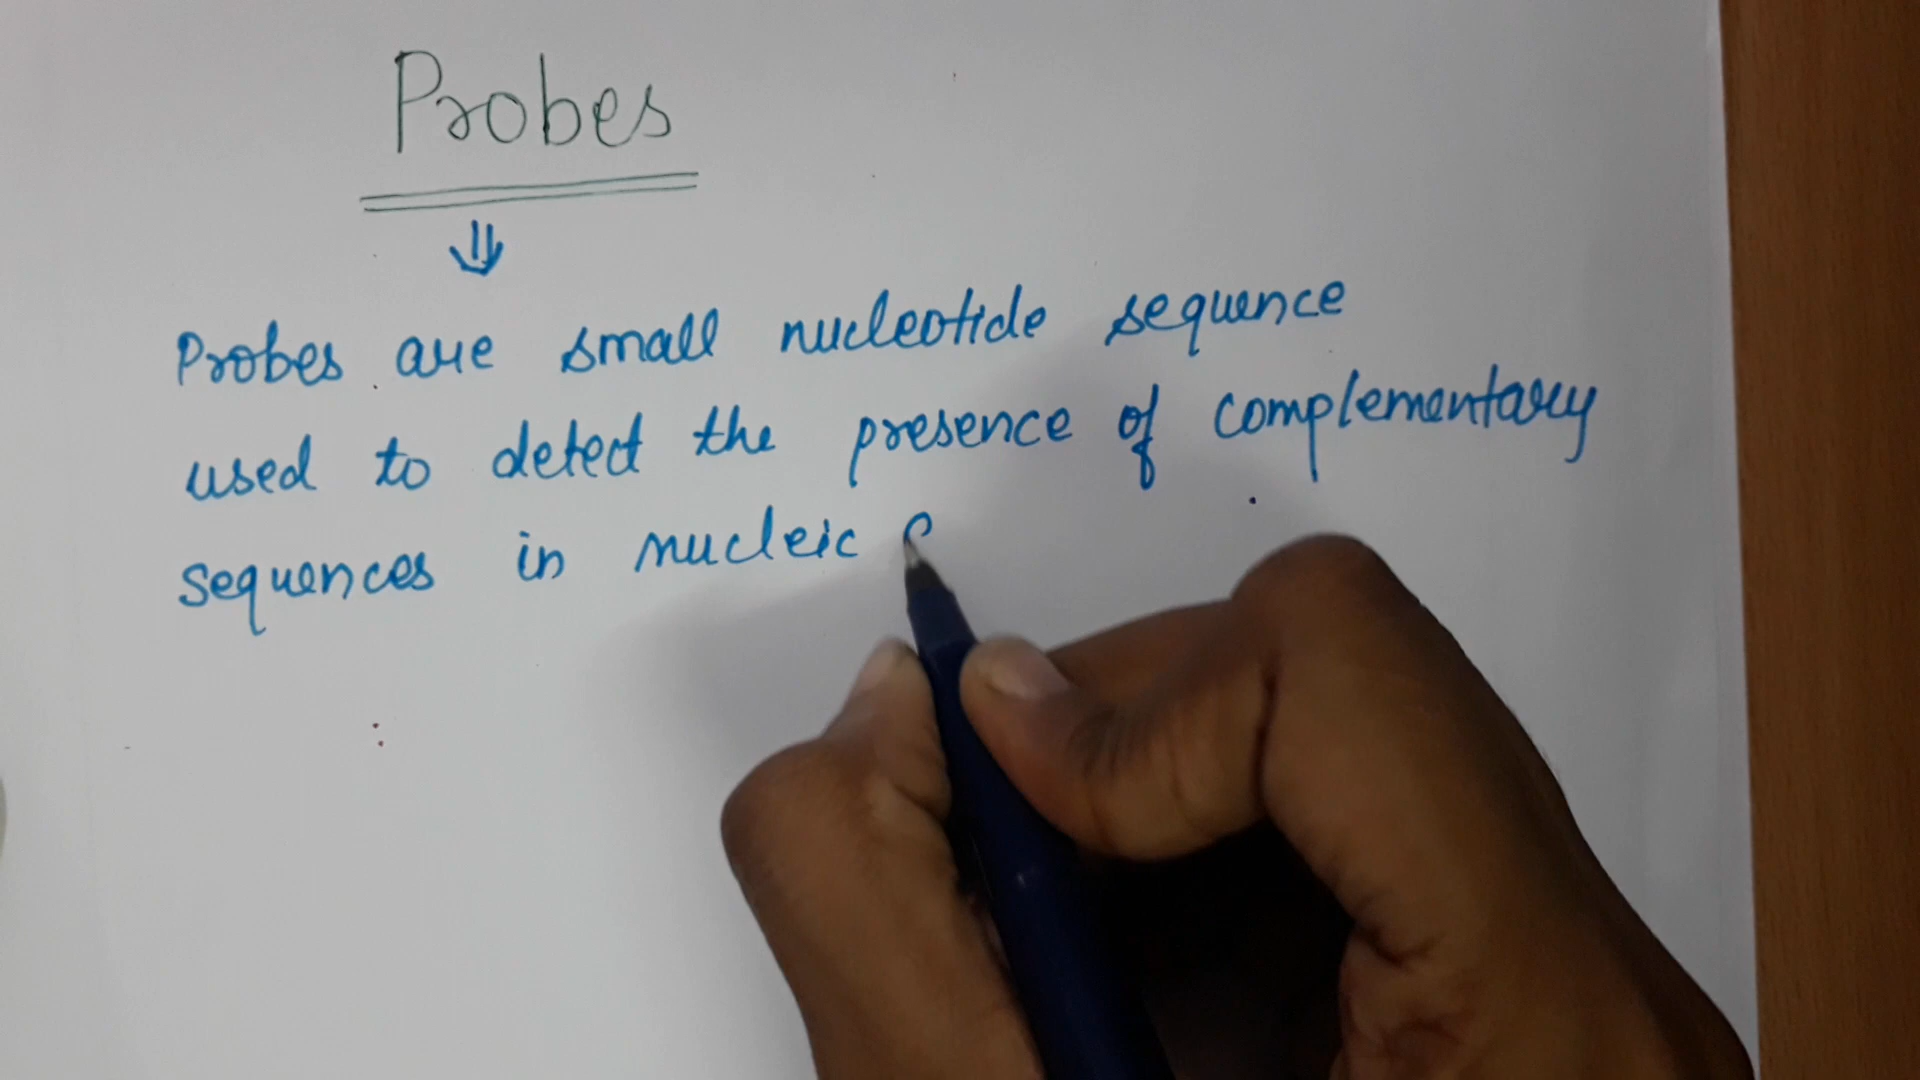 Probes
Probes are small nucleotide sequence
used to detect the presence of complementary
sequences in nucleic